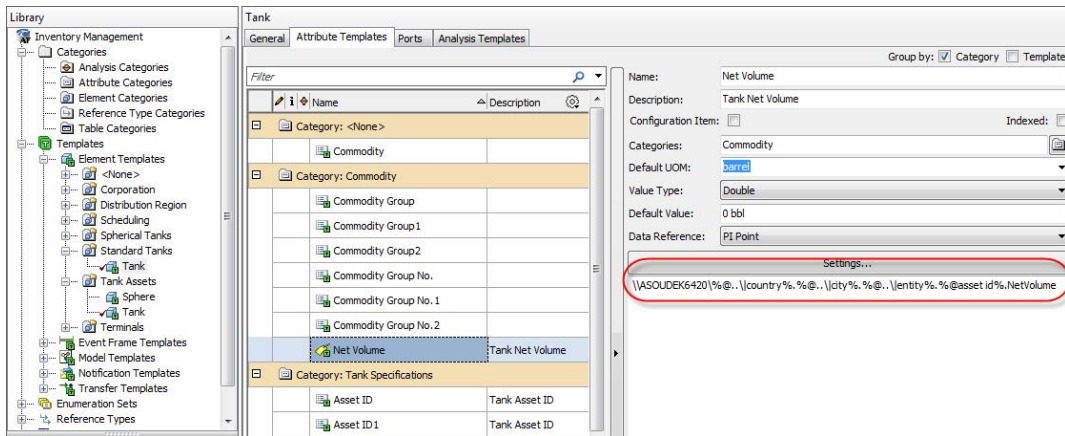 Library
Inventory Management
Categories
Analysis Categories
Attribute Categories
Element Categories
Reference Type Categories
Table Categories
Templates
Element Templates
<None>
Corporation
Distribution Region
Scheduling
Spherical Tanks
Standard Tanks
Tank
Tank Assets
Sphere
Tank
Terminals
Event Frame Templates
Model Templates
Notification Templates
Transfer Templates
Enumeration Sets
Reference Types
Tank
General Attribute Templates Ports Analysis Templates
Group by: Category Template
Filter
Name Description
Category: <None>
Commodity
Category: Commodity
Commodity Group
Commodity Group1
Commodity Group2
Commodity Group No.
Commodity Group No.1
Commodity Group No.2
Net Volume Tank Net Volume
Category: Tank Specifications
Asset ID Tank Asset ID
Asset ID1 Tank Asset ID
Name: Net Volume
Description: Tank Net Volume
Configuration Item: Indexed:
Categories: Commodity
Default UOM: barrel
Value Type: Double
Default Value: 0 bbl
Data Reference: PI Point
Settings...
\\ASOUDEK6420\%@..\|country%.%@..\|city%.%@..\|entity%.%@asset id%.NetVolume